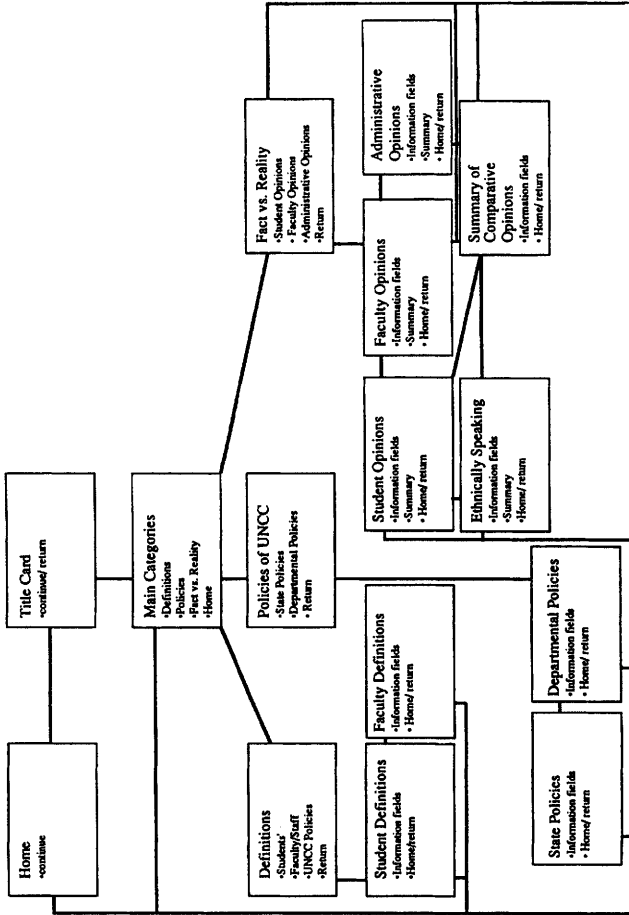 Home
•continue
Title Card
•continue/ return
Main Categories
•Definitions
•Policies
•Fact vs. Reality
•Home
Definitions
•Students'
•Faculty/Staff
•UNCC Policies
•Return
Policies of UNCC
•State Policies
•Departmental Policies
• Return
Fact vs. Reality
•Student Opinions
• Faculty Opinions
•Administrative Opinions
•Return
Student Definitions
•Information fields
•Home/return
Faculty Definitions
•Information fields
• Home/ return
Student Opinions
•Information fields
•Summary
• Home/ return
Faculty Opinions
•Information fields
•Summary
• Home/ return
Administrative
Opinions
•Information fields
•Summary
• Home/ return
Ethnically Speaking
•Information fields
•Summary
•Home/ return
Summary of
Comparative
Opinions
•Information fields
• Home/ return
State Policies
•Information fields
• Home/ return
Departmental Policies
•Information fields
• Home/ return